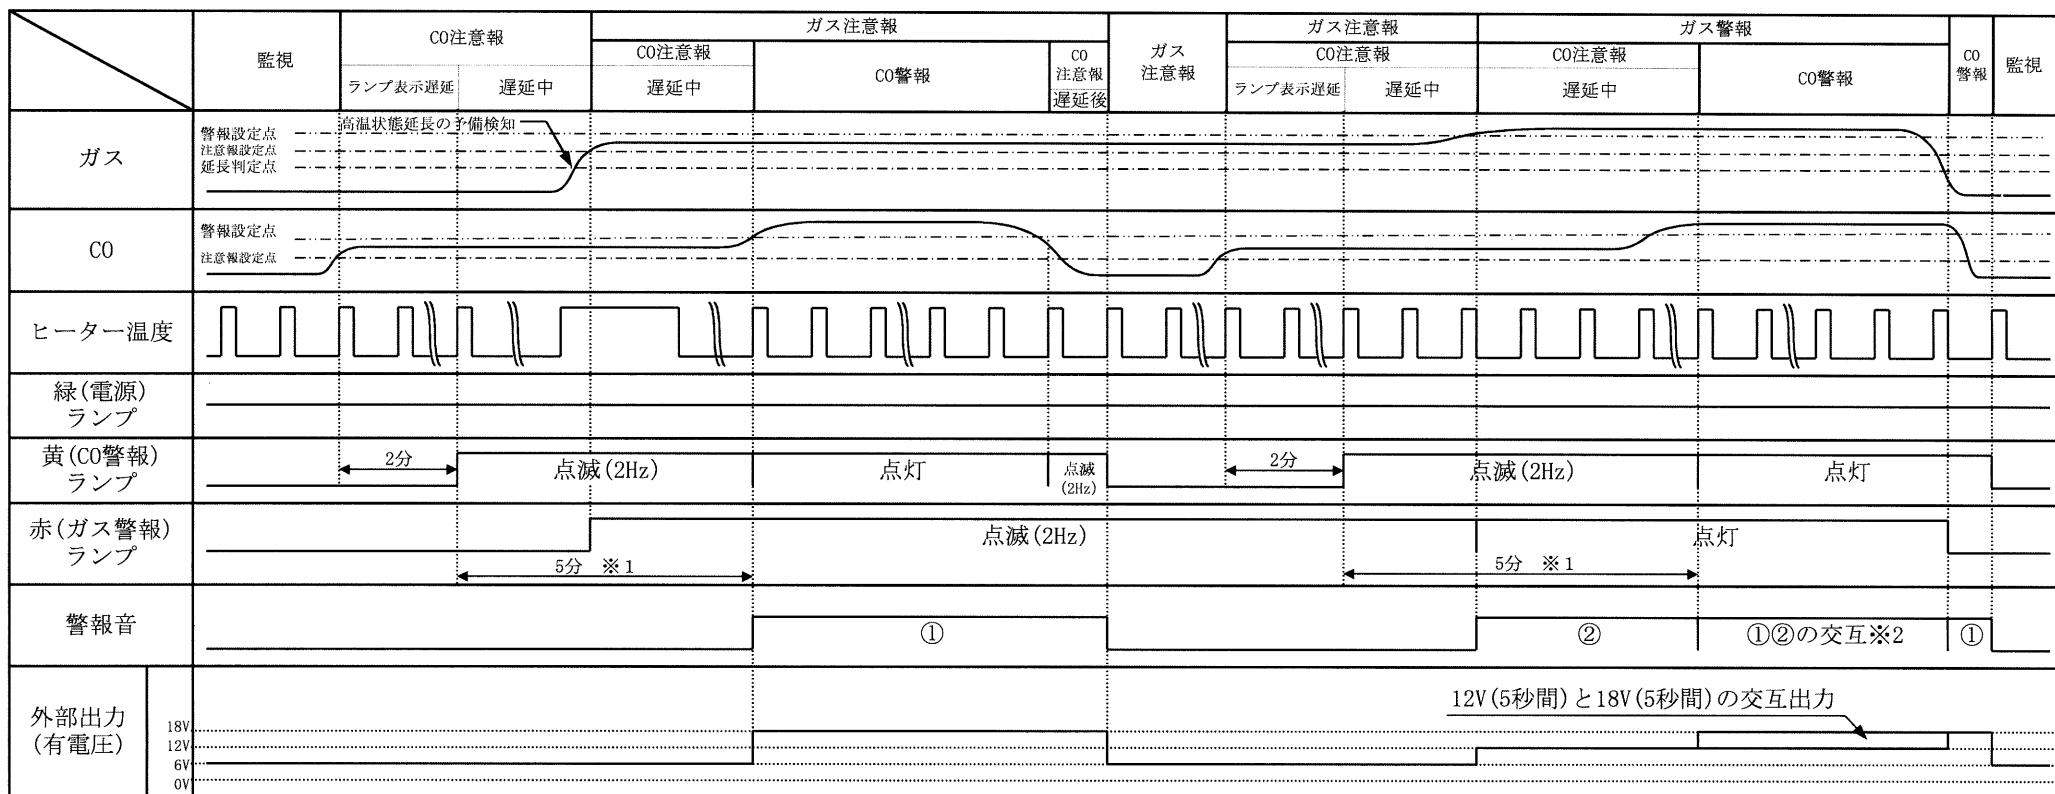 監視
CO注意報
ランプ表示遅延
遅延中
ガス注意報
CO注意報
遅延中
CO警報
CO
注意報
遅延後
ガス
注意報
ガス注意報
CO注意報
ランプ表示遅延
遅延中
ガス警報
CO注意報
遅延中
CO警報
CO
警報
監視
ガス
警報設定点
注意報設定点
延長判定点
高温状態延長の予備検知
CO
警報設定点
注意報設定点
ヒーター温度
緑(電源)
ランプ
黄(CO警報)
ランプ
2分
点滅(2Hz)
点灯
点滅
(2Hz)
2分
点滅(2Hz)
点灯
赤(ガス警報)
ランプ
点滅(2Hz)
点灯
5分 ※1
5分 ※1
警報音
①
②
①②の交互※2
①
外部出力
(有電圧)
18V
12V
6V
0V
12V(5秒間)と18V(5秒間)の交互出力